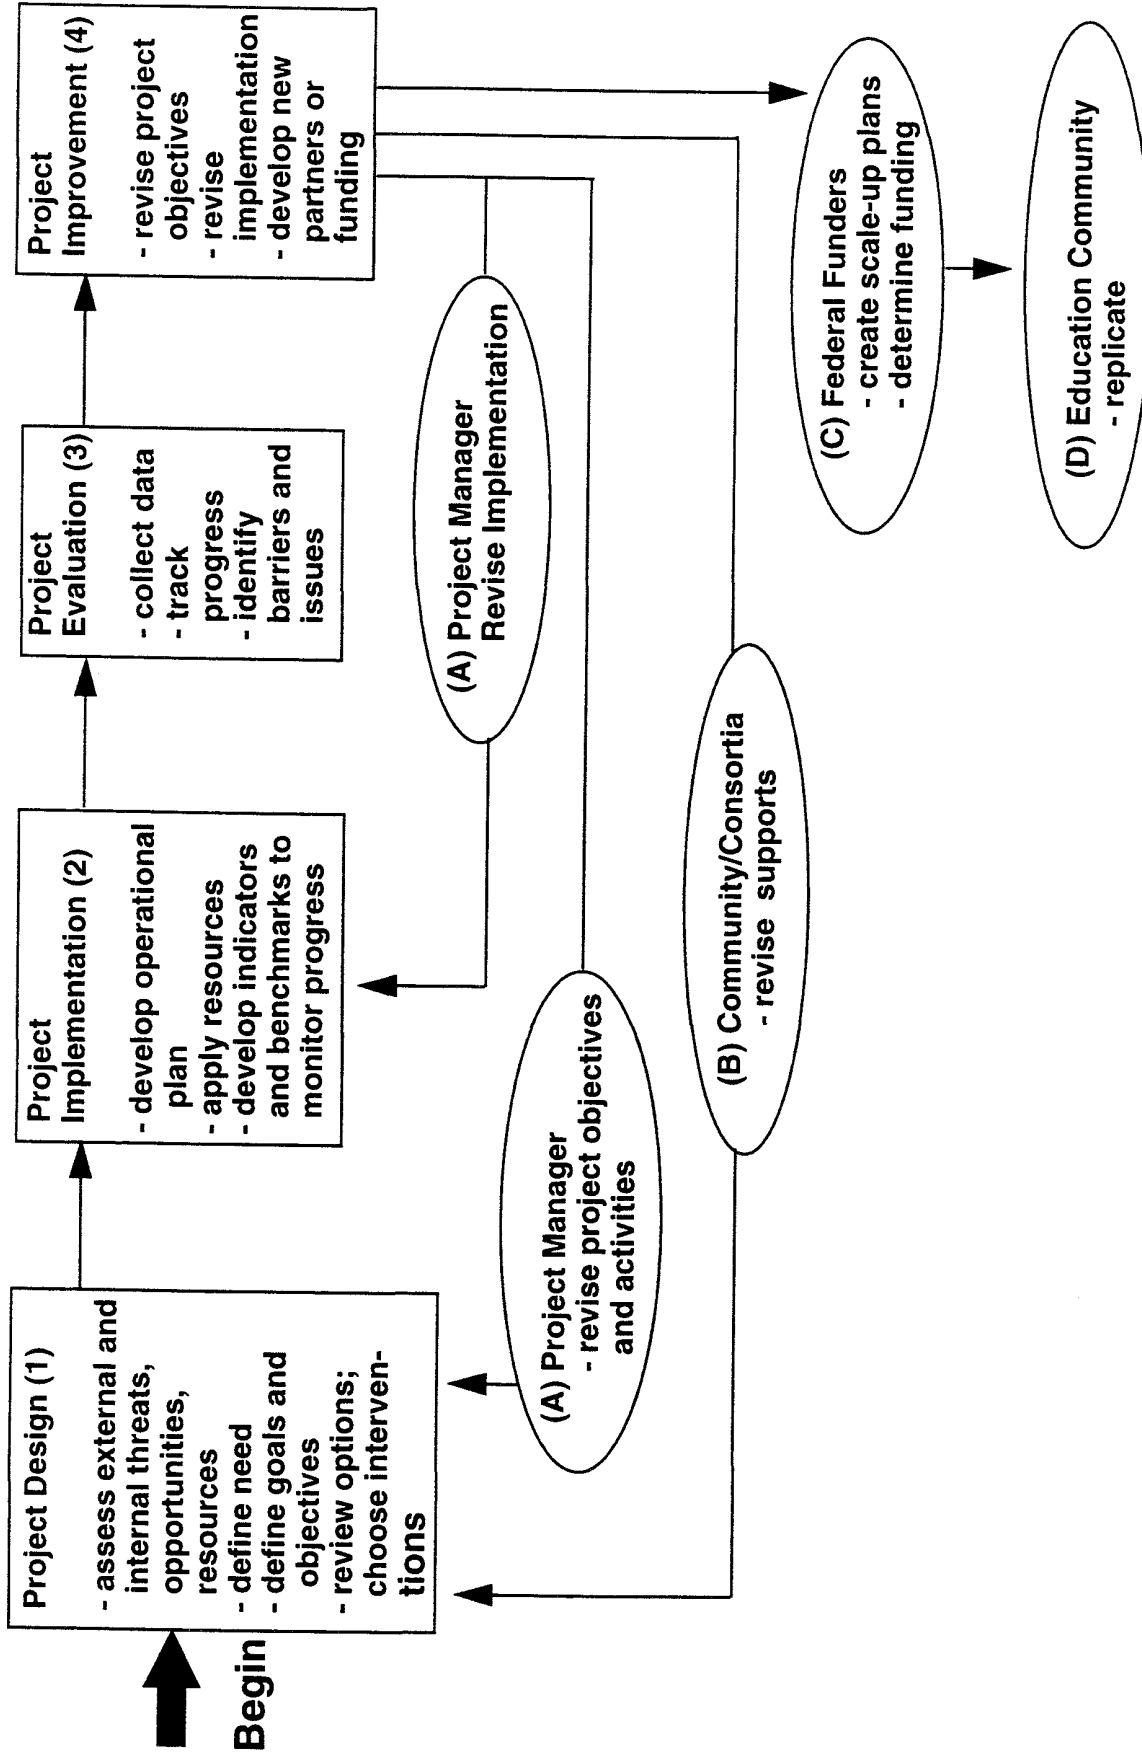 Begin
Project Design (1)
- assess external and
internal threats,
opportunities,
resources
- define need
- define goals and
objectives
- review options;
choose interven-
tions
Project
Implementation (2)
- develop operational
plan
- apply resources
- develop indicators
and benchmarks to
monitor progress
Project
Evaluation (3)
- collect data
- track
progress
- identify
barriers and
issues
Project
Improvement (4)
- revise project
objectives
- revise
implementation
- develop new
partners or
funding
(A) Project Manager
Revise Implementation
(A) Project Manager
- revise project objectives
and activities
(B) Community/Consortia
- revise supports
(C) Federal Funders
- create scale-up plans
- determine funding
(D) Education Community
- replicate